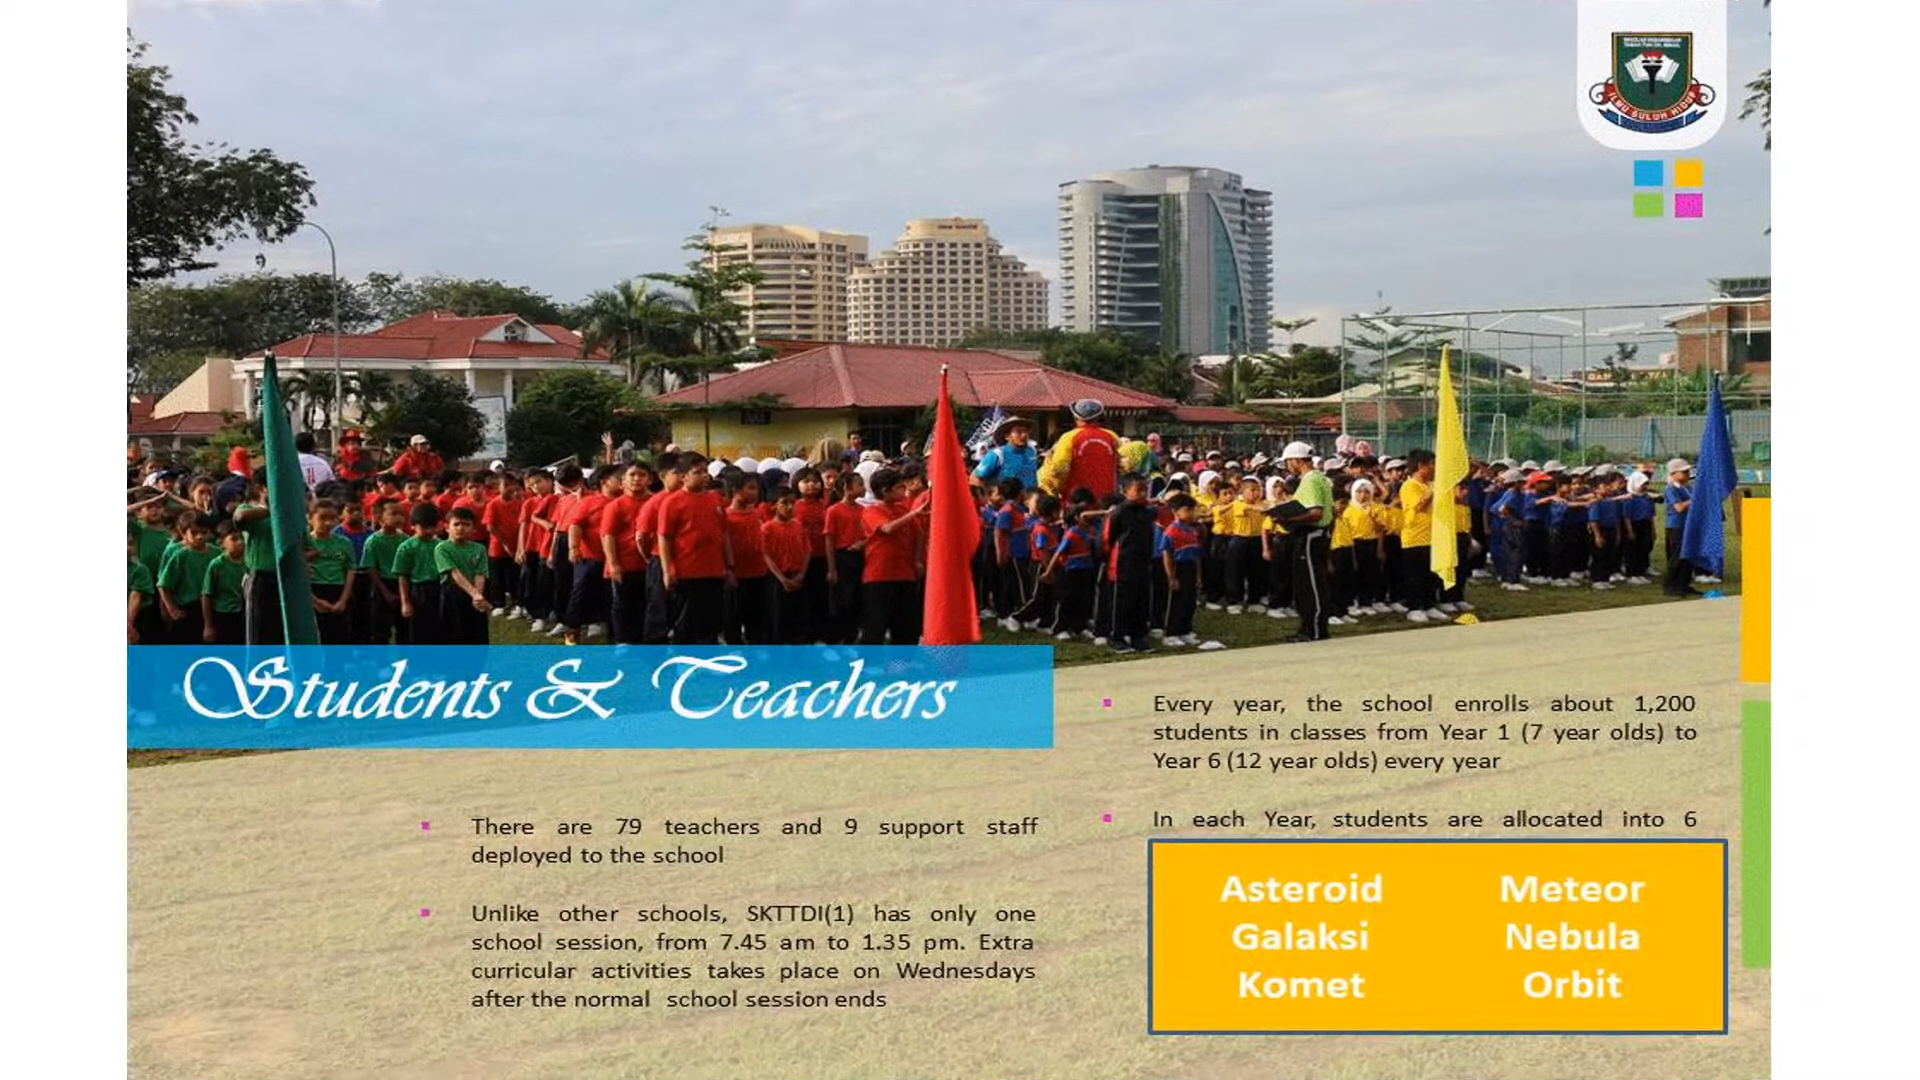 ILMU SULUH HIDUP
Students & Teachers
There are 79 teachers and 9 support staff
deployed to the school
Unlike other schools, SKTTDI(1) has only one
school session, from 7.45 am to 1.35 pm. Extra
curricular activities takes place on Wednesdays
after the normal school session ends
Every year, the school enrolls about 1,200
students in classes from Year 1 (7 year olds) to
Year 6 (12 year olds) every year
In each Year, students are allocated into 6
Asteroid
Galaksi
Komet
Meteor
Nebula
Orbit